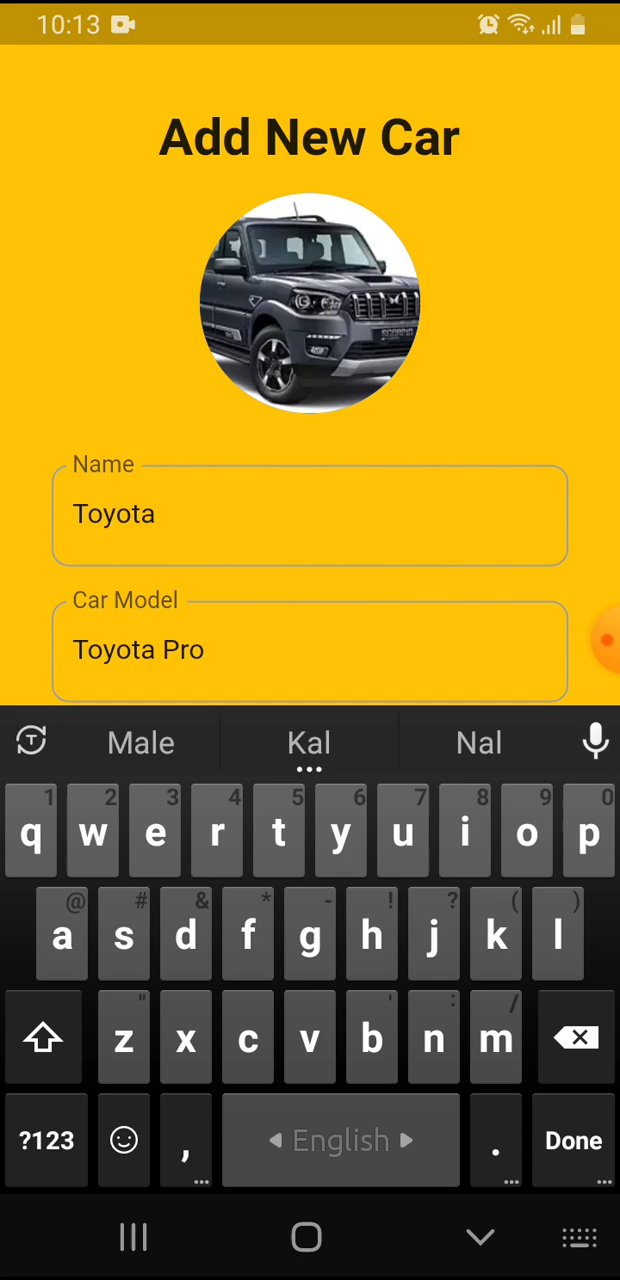 10:13
Add New Car
SCORPIO
Name
Toyota
Car Model
Toyota Pro
T Male Kal Nal
1 2 3 4 5 6 7 8 9 0
q w e r t y u i o p
@ # & * - ! ? ( )
a s d f g h j k l
" ' : /
z x c v b n m
?123 , English . Done